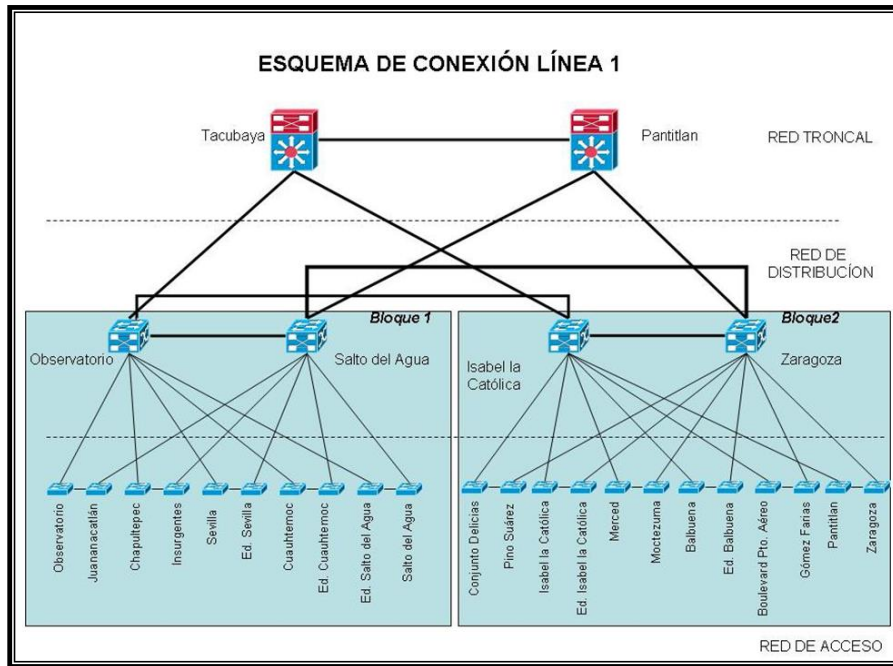 ESQUEMA DE CONEXIÓN LÍNEA 1
Tacubaya
Pantitlan
RED TRONCAL
RED DE
DISTRIBUCÍON
Bloque 1
Bloque2
Observatorio
Salto del Agua
Isabel la
Católica
Zaragoza
Observatorio
Juananacatlán
Chapultepec
Insurgentes
Sevilla
Ed. Sevilla
Cuauhtemoc
Ed. Cuauhtemoc
Ed. Salto del Agua
Salto del Agua
Conjunto Delicias
Pino Suárez
Isabel la Católica
Ed. Isabel la Católica
Merced
Moctezuma
Balbuena
Ed. Balbuena
Boulevard Pto. Aéreo
Gómez Farias
Pantitlan
Zaragoza
RED DE ACCESO